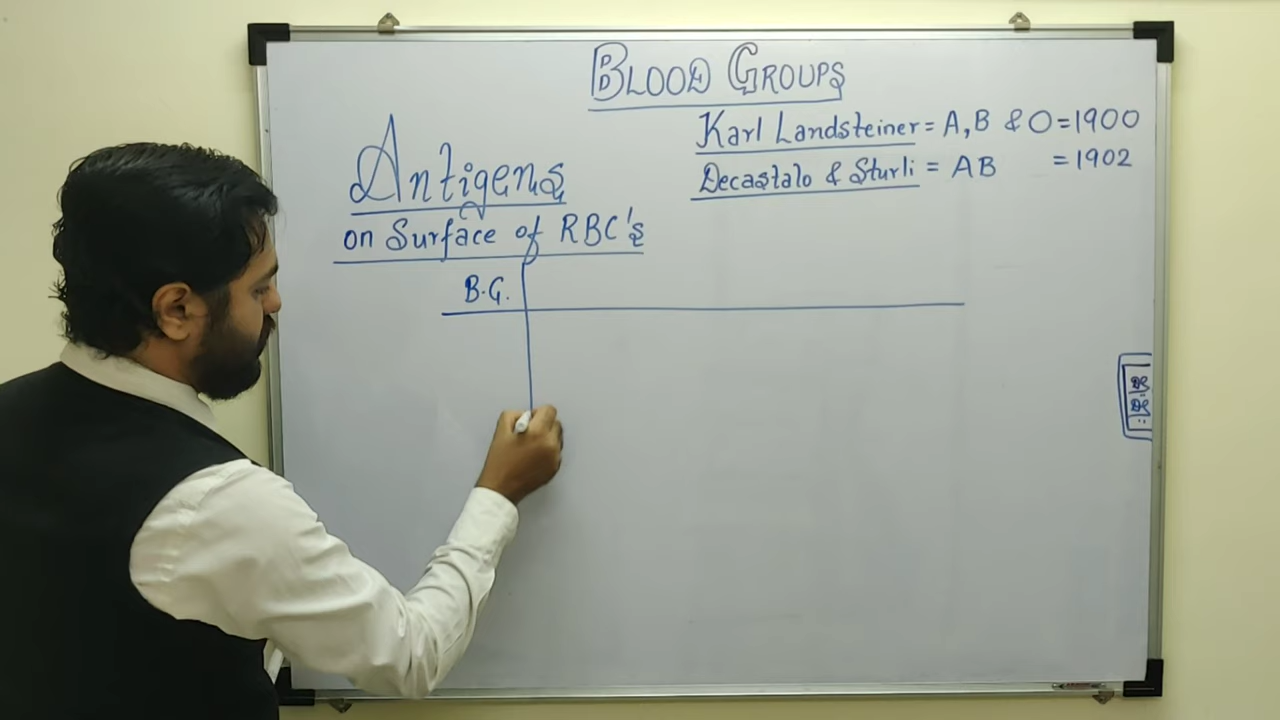 BLOOD GROUPS
Karl Landsteiner = A, B & O = 1900
Decastalo & Sturli = AB = 1902
Antigens
on Surface of RBC's
B.G.